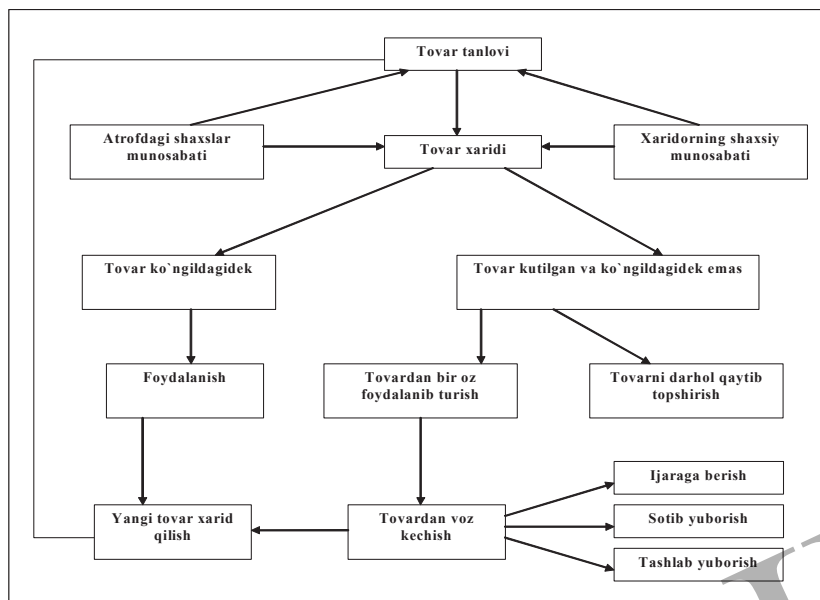 Tovar tanlovi
Atrofdagi shaxslar
munosabati
Tovar xaridi
Xaridorning shaxsiy
munosabati
Tovar ko`ngildagidek
Tovar kutilgan va ko`ngildagidek emas
Foydalanish
Tovardan bir oz
foydalanib turish
Tovarni darhol qaytib
topshirish
Ijaraga berish
Yangi tovar xarid
qilish
Tovardan voz
kechish
Sotib yuborish
Tashlab yuborish